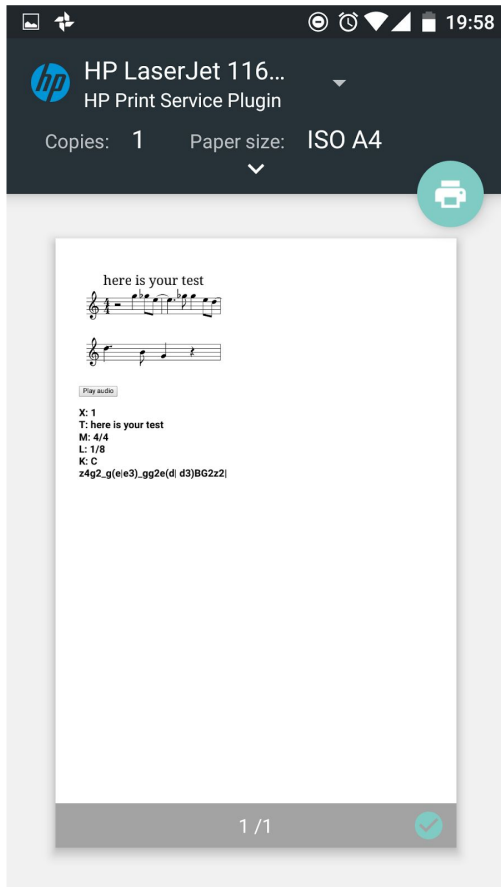 19:58
hp
HP LaserJet 116...
HP Print Service Plugin
Copies: 1 Paper size: ISO A4
here is your test
Play audio
X: 1
T: here is your test
M: 4/4
L: 1/8
K: C
z4g2_g(e|e3)_gg2e(d| d3)BG2z2|
1 /1